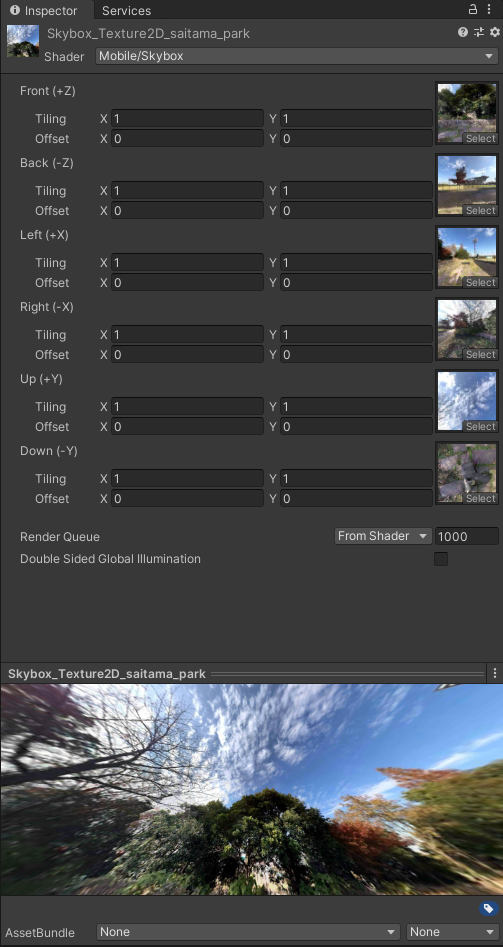 Inspector Services
Skybox_Texture2D_saitama_park
Shader Mobile/Skybox
Front (+Z)
Tiling X 1 Y 1
Offset X 0 Y 0
Select
Back (-Z)
Tiling X 1 Y 1
Offset X 0 Y 0
Select
Left (+X)
Tiling X 1 Y 1
Offset X 0 Y 0
Select
Right (-X)
Tiling X 1 Y 1
Offset X 0 Y 0
Select
Up (+Y)
Tiling X 1 Y 1
Offset X 0 Y 0
Select
Down (-Y)
Tiling X 1 Y 1
Offset X 0 Y 0
Select
Render Queue From Shader 1000
Double Sided Global Illumination
Skybox_Texture2D_saitama_park
AssetBundle None None